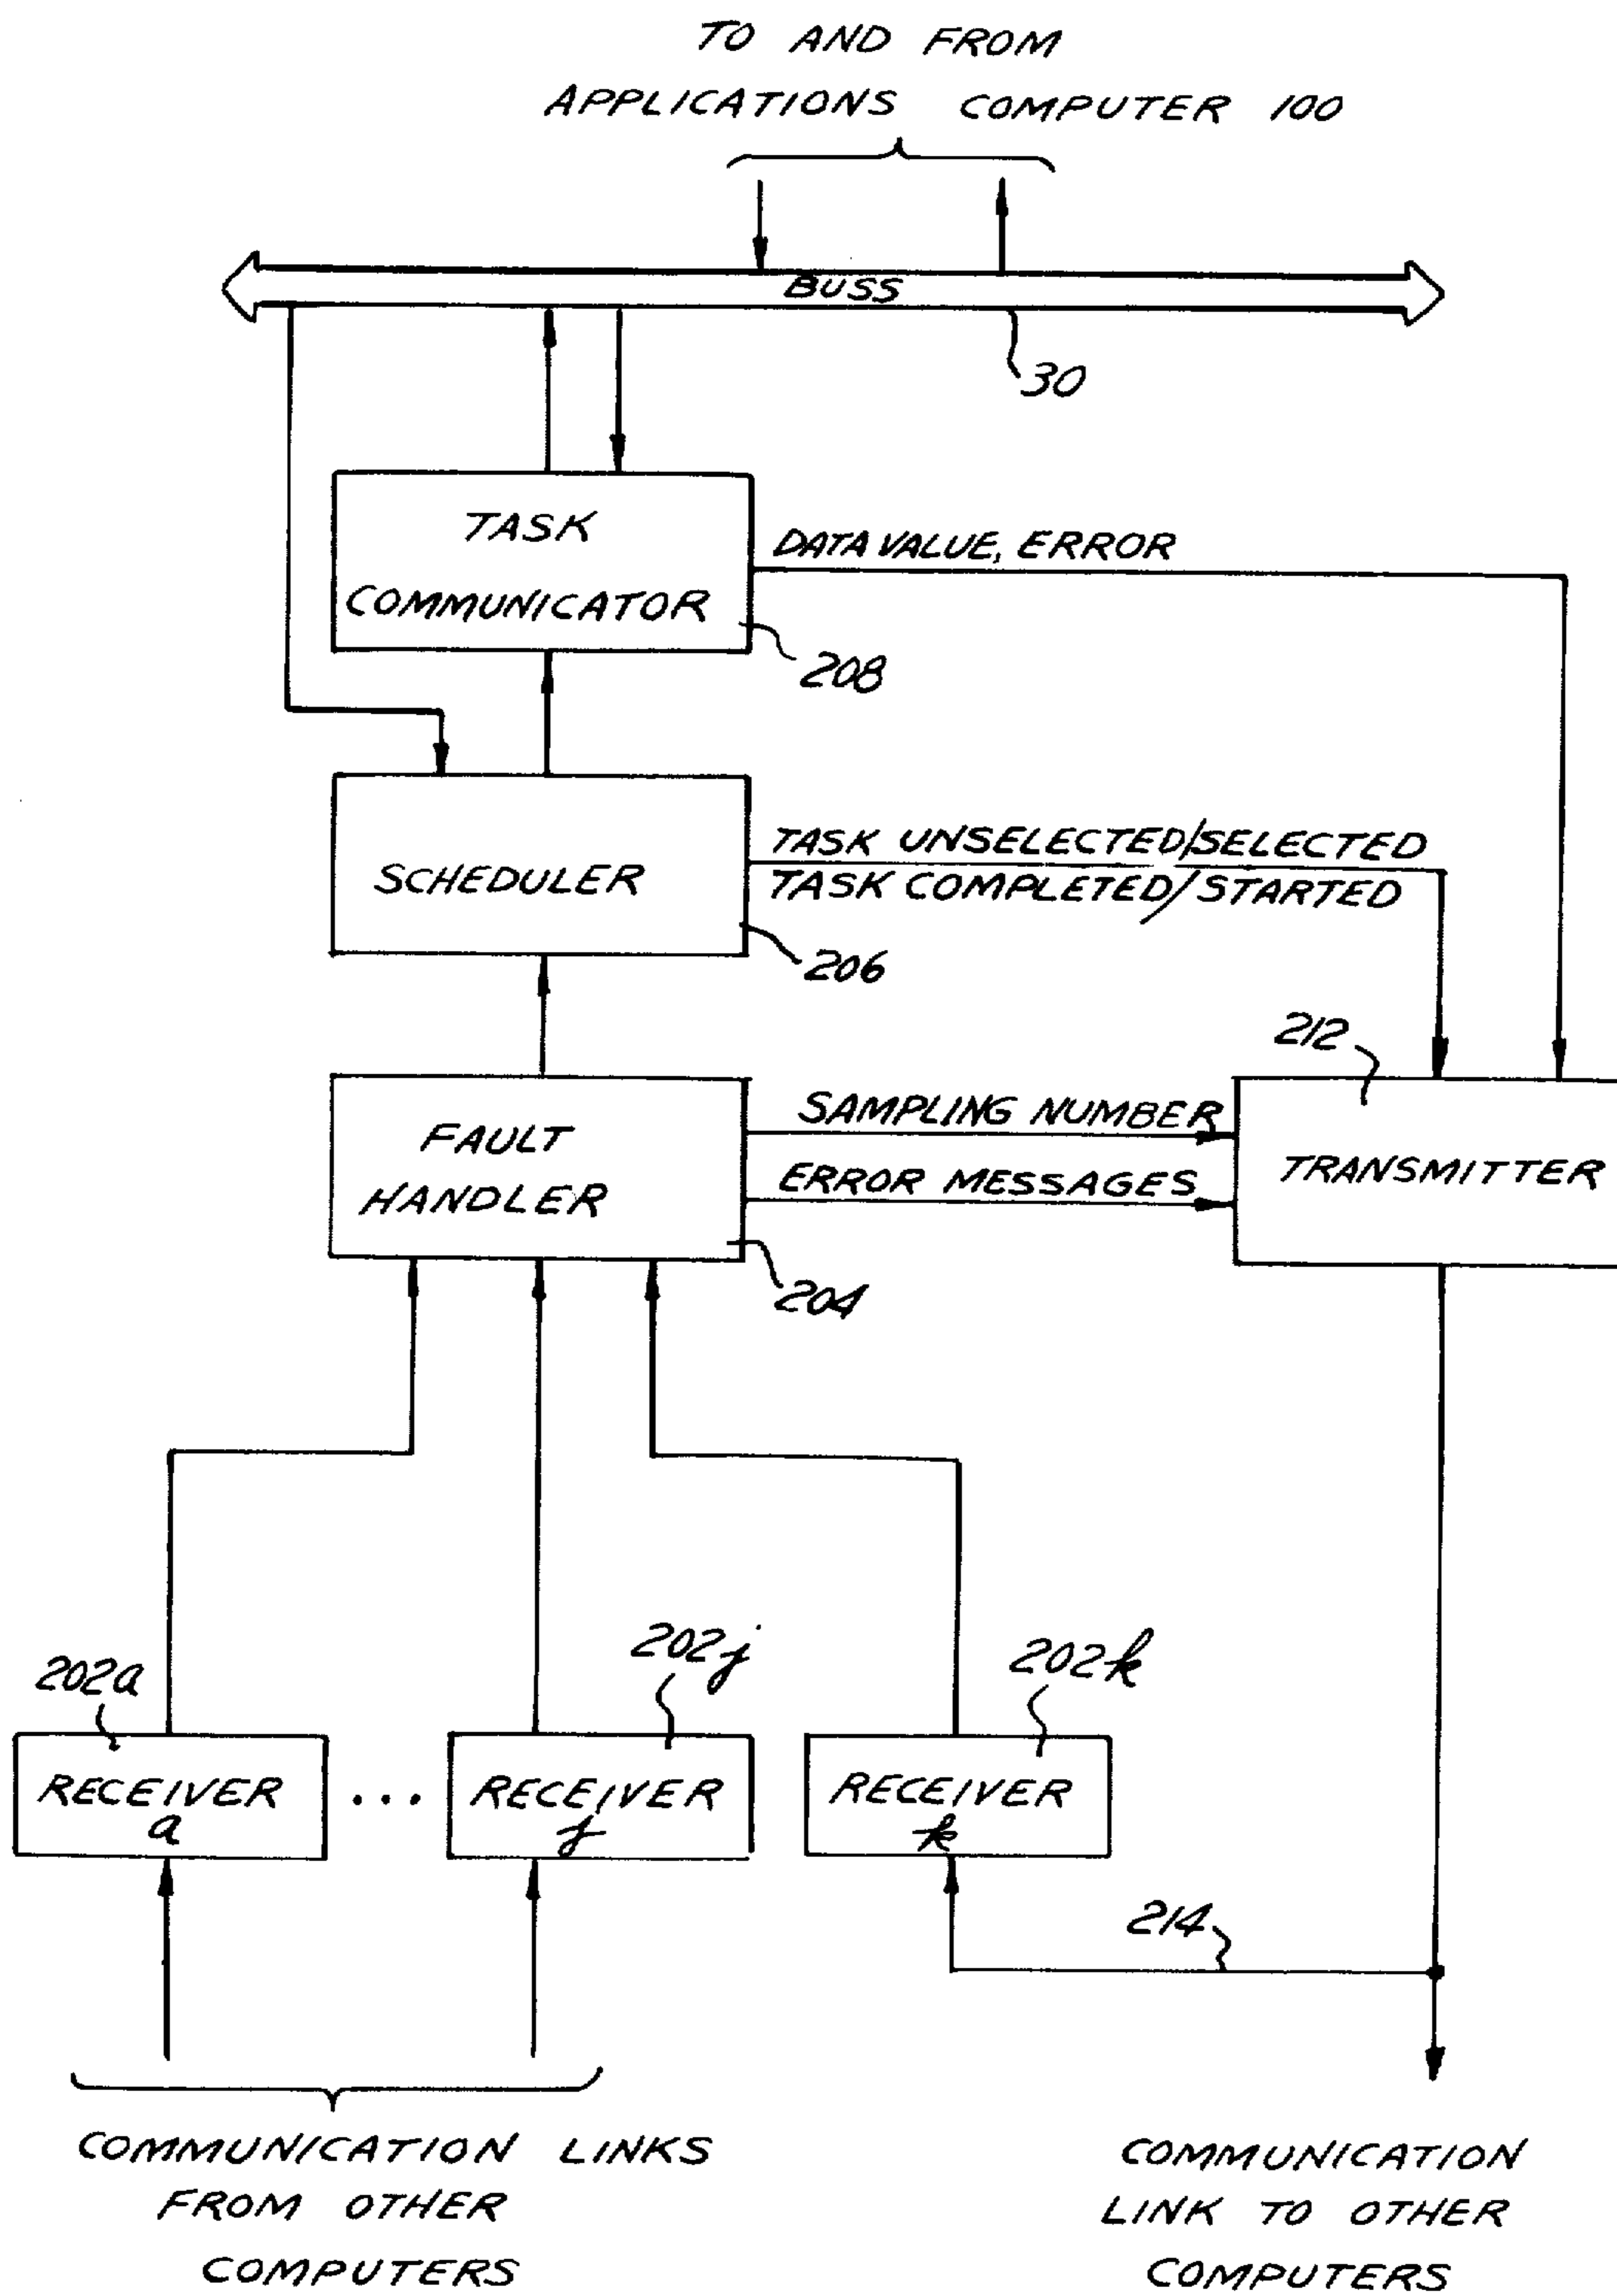 TO AND FROM
APPLICATIONS COMPUTER 100
BUSS
30
TASK
COMMUNICATOR
208
DATA VALUE, ERROR
SCHEDULER
206
TASK UNSELECTED/SELECTED
TASK COMPLETED/STARTED
FAULT
HANDLER
204
SAMPLING NUMBER
ERROR MESSAGES
212
TRANSMITTER
202a
202j
202k
RECEIVER
a
...
RECEIVER
j
RECEIVER
k
214
COMMUNICATION LINKS
FROM OTHER
COMPUTERS
COMMUNICATION
LINK TO OTHER
COMPUTERS